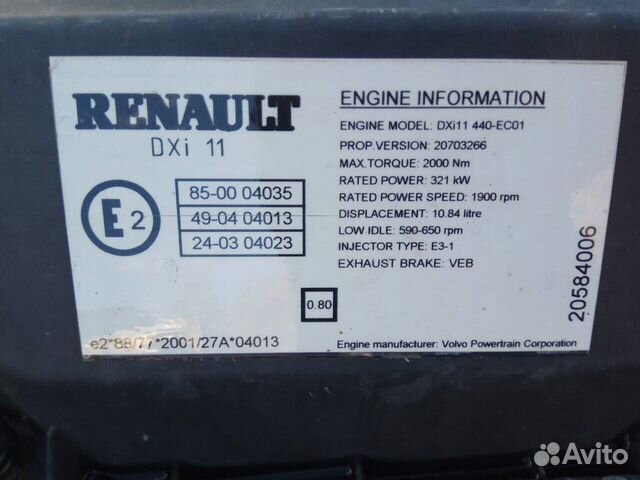 RENAULT
DXi 11
E2
85-00 04035
49-04 04013
24-03 04023
0.80
e2*88/77*2001/27A*04013
ENGINE INFORMATION
ENGINE MODEL: DXi11 440-EC01
PROP.VERSION: 20703266
MAX.TORQUE: 2000 Nm
RATED POWER: 321 kW
RATED POWER SPEED: 1900 rpm
DISPLACEMENT: 10.84 litre
LOW IDLE: 590-650 rpm
INJECTOR TYPE: E3-1
EXHAUST BRAKE: VEB
Engine manufacturer: Volvo Powertrain Corporation
20584006
Avito